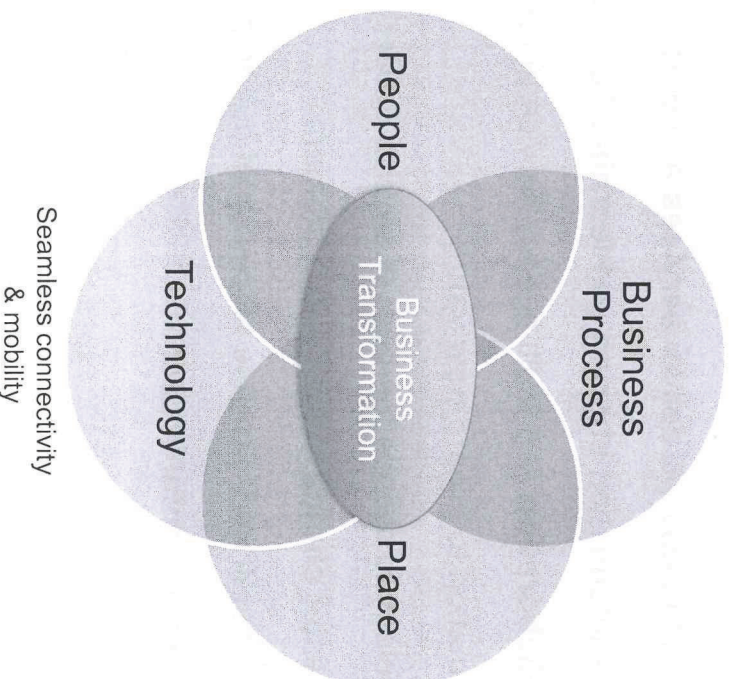 Business
Process
People
Business
Transformation
Place
Technology
Seamless connectivity
& mobility